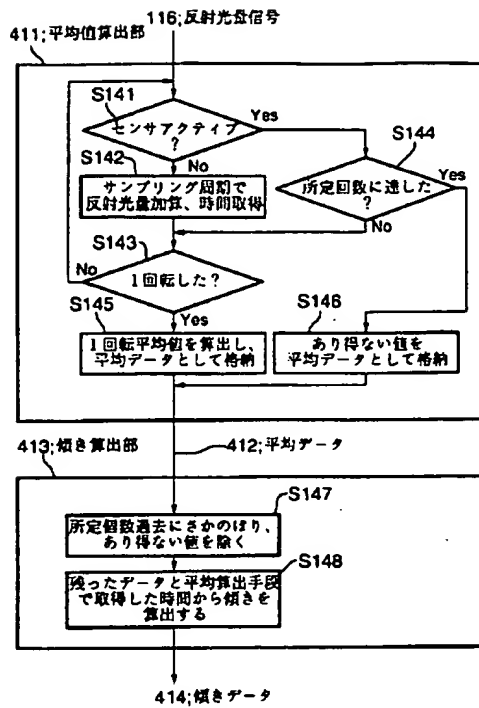 116;反射光量信号
411;平均値算出部
S141
センサアクティブ
?
Yes
No
S142
サンプリング周期で
反射光量加算、時間取得
S144
所定回数に達した
?
Yes
No
S143
1回転した?
No
Yes
S145
1回転平均値を算出し、
平均データとして格納
S146
あり得ない値を
平均データとして格納
413;傾き算出部
412;平均データ
S147
所定個数過去にさかのぼり、
あり得ない値を除く
S148
残ったデータと平均算出手段
で取得した時間から傾きを
算出する
414;傾きデータ